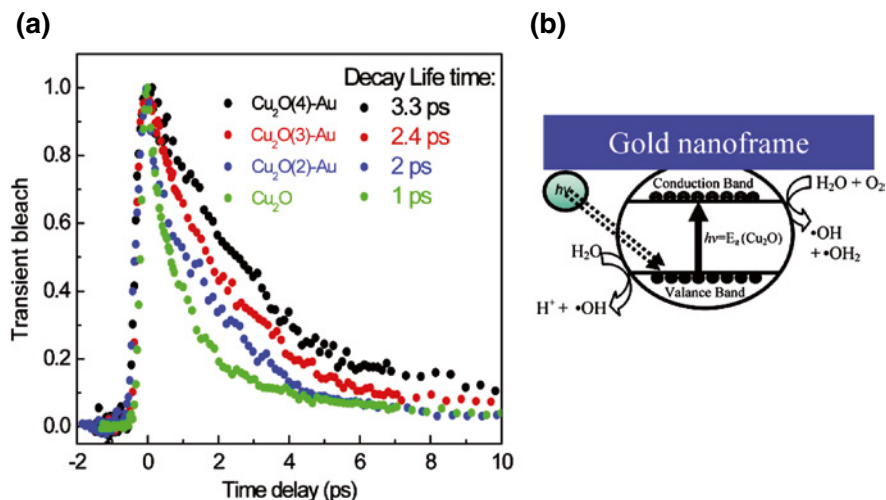 (a)
Transient bleach
1.0
0.8
0.6
0.4
0.2
0.0
-2
0
2
4
6
8
10
Time delay (ps)
Decay Life time:
Cu₂O(4)-Au 3.3 ps
Cu₂O(3)-Au 2.4 ps
Cu₂O(2)-Au 2 ps
Cu₂O 1 ps
(b)
Gold nanoframe
hν
Conduction Band
H₂O + O₂
hν=Eg(Cu₂O)
•OH
+ •OH₂
H₂O
Valance Band
H⁺ + •OH